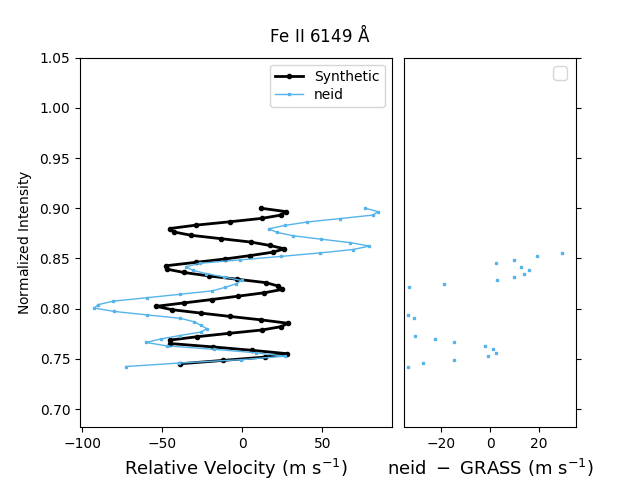 Fe II 6149 Å
1.05
1.00
0.95
0.90
0.85
0.80
0.75
0.70
Normalized Intensity
Synthetic
neid
−100
−50
0
50
Relative Velocity (m s⁻¹)
−20
0
20
neid − GRASS (m s⁻¹)